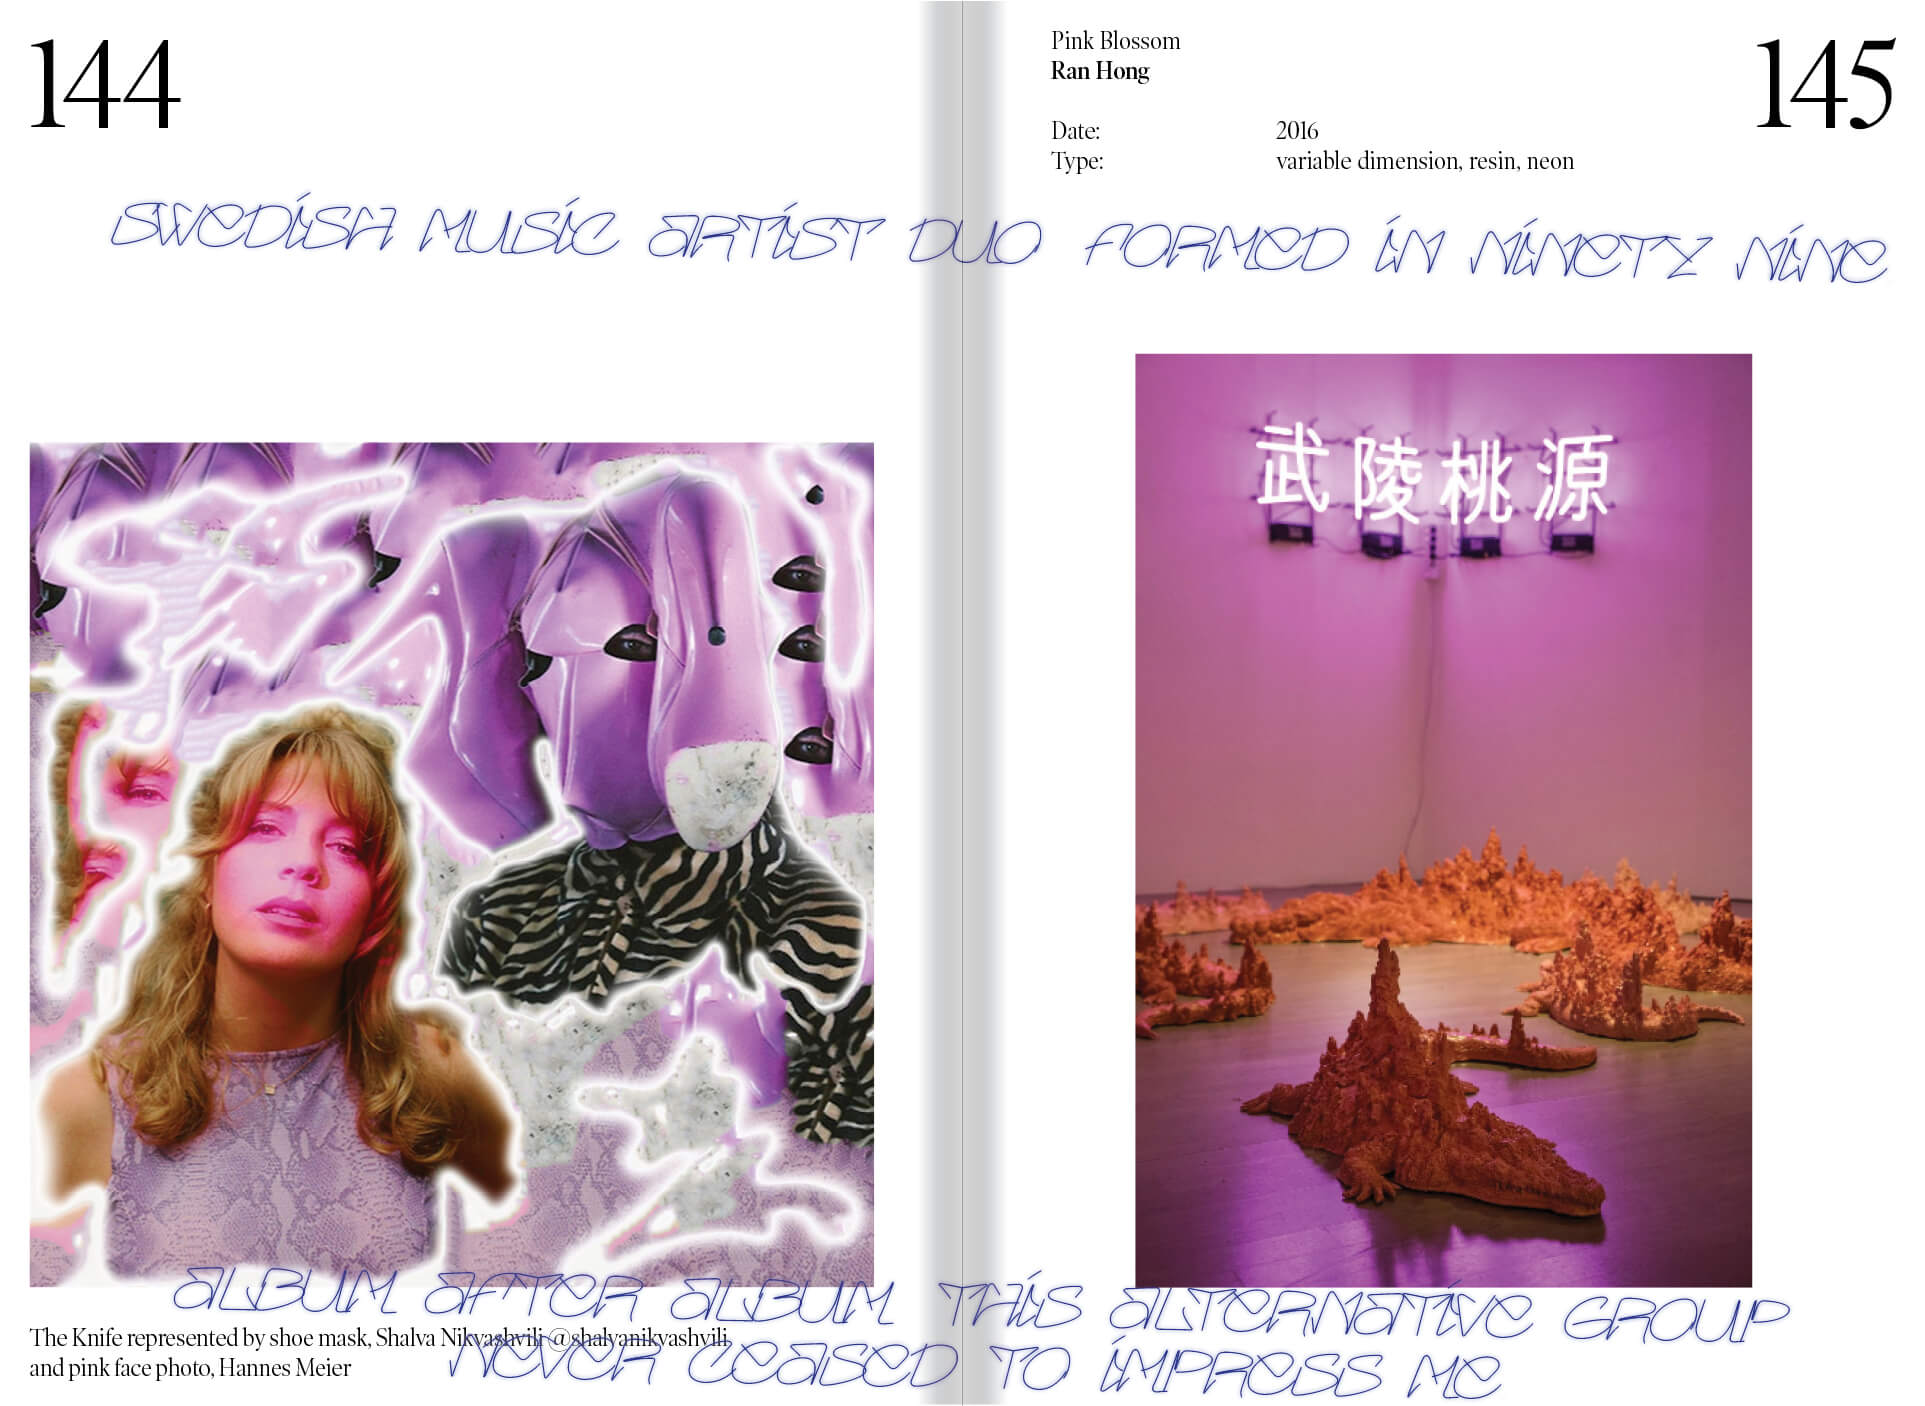 144
Pink Blossom
Ran Hong
145
Date: 2016
Type: variable dimension, resin, neon
SWEDISH MUSIC ARTIST DUO FORMED IN NINETY NINE
武陵桃源
ALBUM AFTER ALBUM THIS ALTERNATIVE GROUP
NEVER CEASED TO IMPRESS ME
The Knife represented by shoe mask, Shalva Nikvashvili @shalvanikvashvili
and pink face photo, Hannes Meier